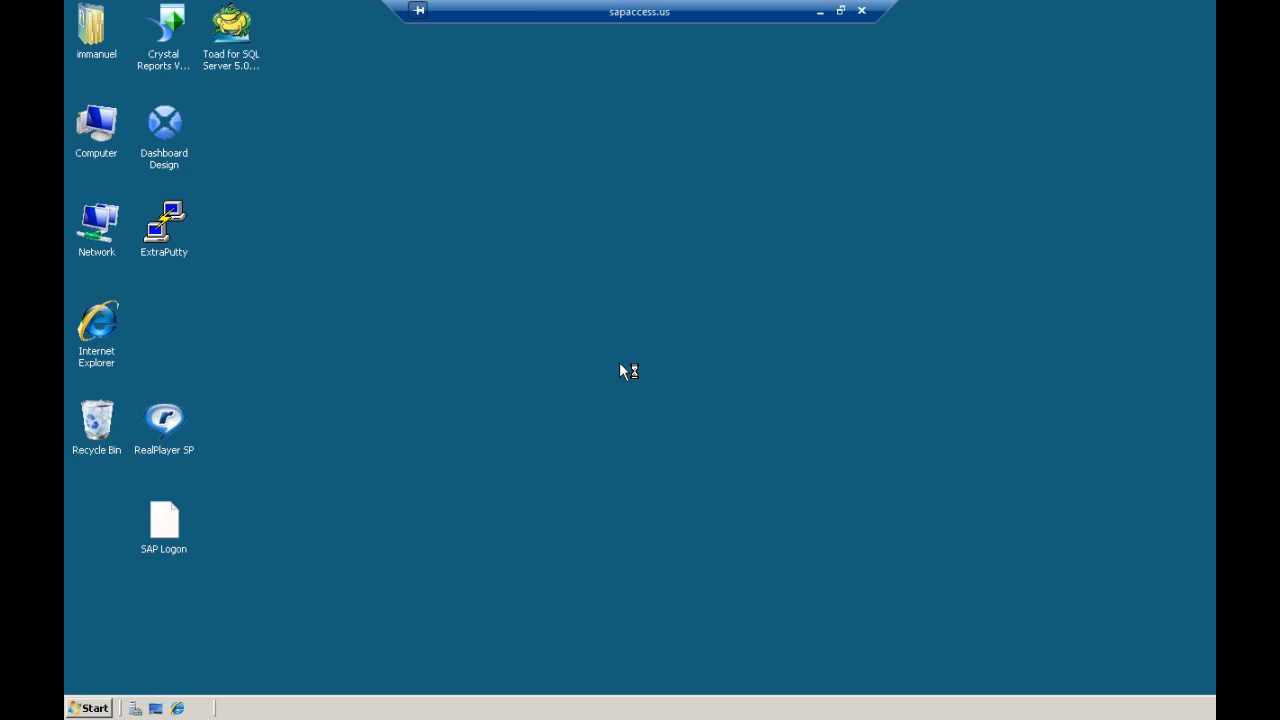 sapaccess.us
immanuel
Crystal
Reports V...
Toad for SQL
Server 5.0...
Computer
Dashboard
Design
Network
ExtraPutty
Internet
Explorer
Recycle Bin
RealPlayer SP
SAP Logon
Start